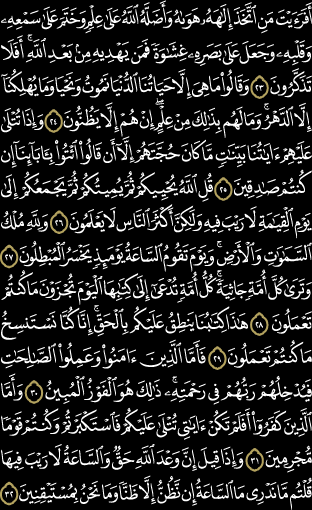 أَفَرَءَيْتَ مَنِ ٱتَّخَذَ إِلَٰهَهُۥ هَوَىٰهُ وَأَضَلَّهُ ٱللَّهُ عَلَىٰ عِلْمٍ وَخَتَمَ عَلَىٰ سَمْعِهِۦ
وَقَلْبِهِۦ وَجَعَلَ عَلَىٰ بَصَرِهِۦ غِشَٰوَةً فَمَن يَهْدِيهِ مِنۢ بَعْدِ ٱللَّهِ ۚ أَفَلَا
تَذَكَّرُونَ ٢٣ وَقَالُوا۟ مَا هِىَ إِلَّا حَيَاتُنَا ٱلدُّنْيَا نَمُوتُ وَنَحْيَا وَمَا يُهْلِكُنَآ
إِلَّا ٱلدَّهْرُ ۚ وَمَا لَهُم بِذَٰلِكَ مِنْ عِلْمٍ ۖ إِنْ هُمْ إِلَّا يَظُنُّونَ ٢٤ وَإِذَا تُتْلَىٰ
عَلَيْهِمْ ءَايَٰتُنَا بَيِّنَٰتٍ مَّا كَانَ حُجَّتَهُمْ إِلَّآ أَن قَالُوا۟ ٱئْتُوا۟ بِـَٔابَآئِنَآ إِن
كُنتُمْ صَٰدِقِينَ ٢٥ قُلِ ٱللَّهُ يُحْيِيكُمْ ثُمَّ يُمِيتُكُمْ ثُمَّ يَجْمَعُكُمْ إِلَىٰ
يَوْمِ ٱلْقِيَٰمَةِ لَا رَيْبَ فِيهِ وَلَٰكِنَّ أَكْثَرَ ٱلنَّاسِ لَا يَعْلَمُونَ ٢٦ وَلِلَّهِ مُلْكُ
ٱلسَّمَٰوَٰتِ وَٱلْأَرْضِ ۚ وَيَوْمَ تَقُومُ ٱلسَّاعَةُ يَوْمَئِذٍ يَخْسَرُ ٱلْمُبْطِلُونَ ٢٧
وَتَرَىٰ كُلَّ أُمَّةٍ جَاثِيَةً ۚ كُلُّ أُمَّةٍ تُدْعَىٰٓ إِلَىٰ كِتَٰبِهَا ٱلْيَوْمَ تُجْزَوْنَ مَا كُنتُمْ
تَعْمَلُونَ ٢٨ هَٰذَا كِتَٰبُنَا يَنطِقُ عَلَيْكُم بِٱلْحَقِّ ۚ إِنَّا كُنَّا نَسْتَنسِخُ
مَا كُنتُمْ تَعْمَلُونَ ٢٩ فَأَمَّا ٱلَّذِينَ ءَامَنُوا۟ وَعَمِلُوا۟ ٱلصَّٰلِحَٰتِ
فَيُدْخِلُهُمْ رَبُّهُمْ فِى رَحْمَتِهِۦ ۚ ذَٰلِكَ هُوَ ٱلْفَوْزُ ٱلْمُبِينُ ٣٠ وَأَمَّا
ٱلَّذِينَ كَفَرُوٓا۟ أَفَلَمْ تَكُنْ ءَايَٰتِى تُتْلَىٰ عَلَيْكُمْ فَٱسْتَكْبَرْتُمْ وَكُنتُمْ قَوْمًا
مُّجْرِمِينَ ٣١ وَإِذَا قِيلَ إِنَّ وَعْدَ ٱللَّهِ حَقٌّ وَٱلسَّاعَةُ لَا رَيْبَ فِيهَا
قُلْتُم مَّا نَدْرِى مَا ٱلسَّاعَةُ إِن نَّظُنُّ إِلَّا ظَنًّا وَمَا نَحْنُ بِمُسْتَيْقِنِينَ ٣٢